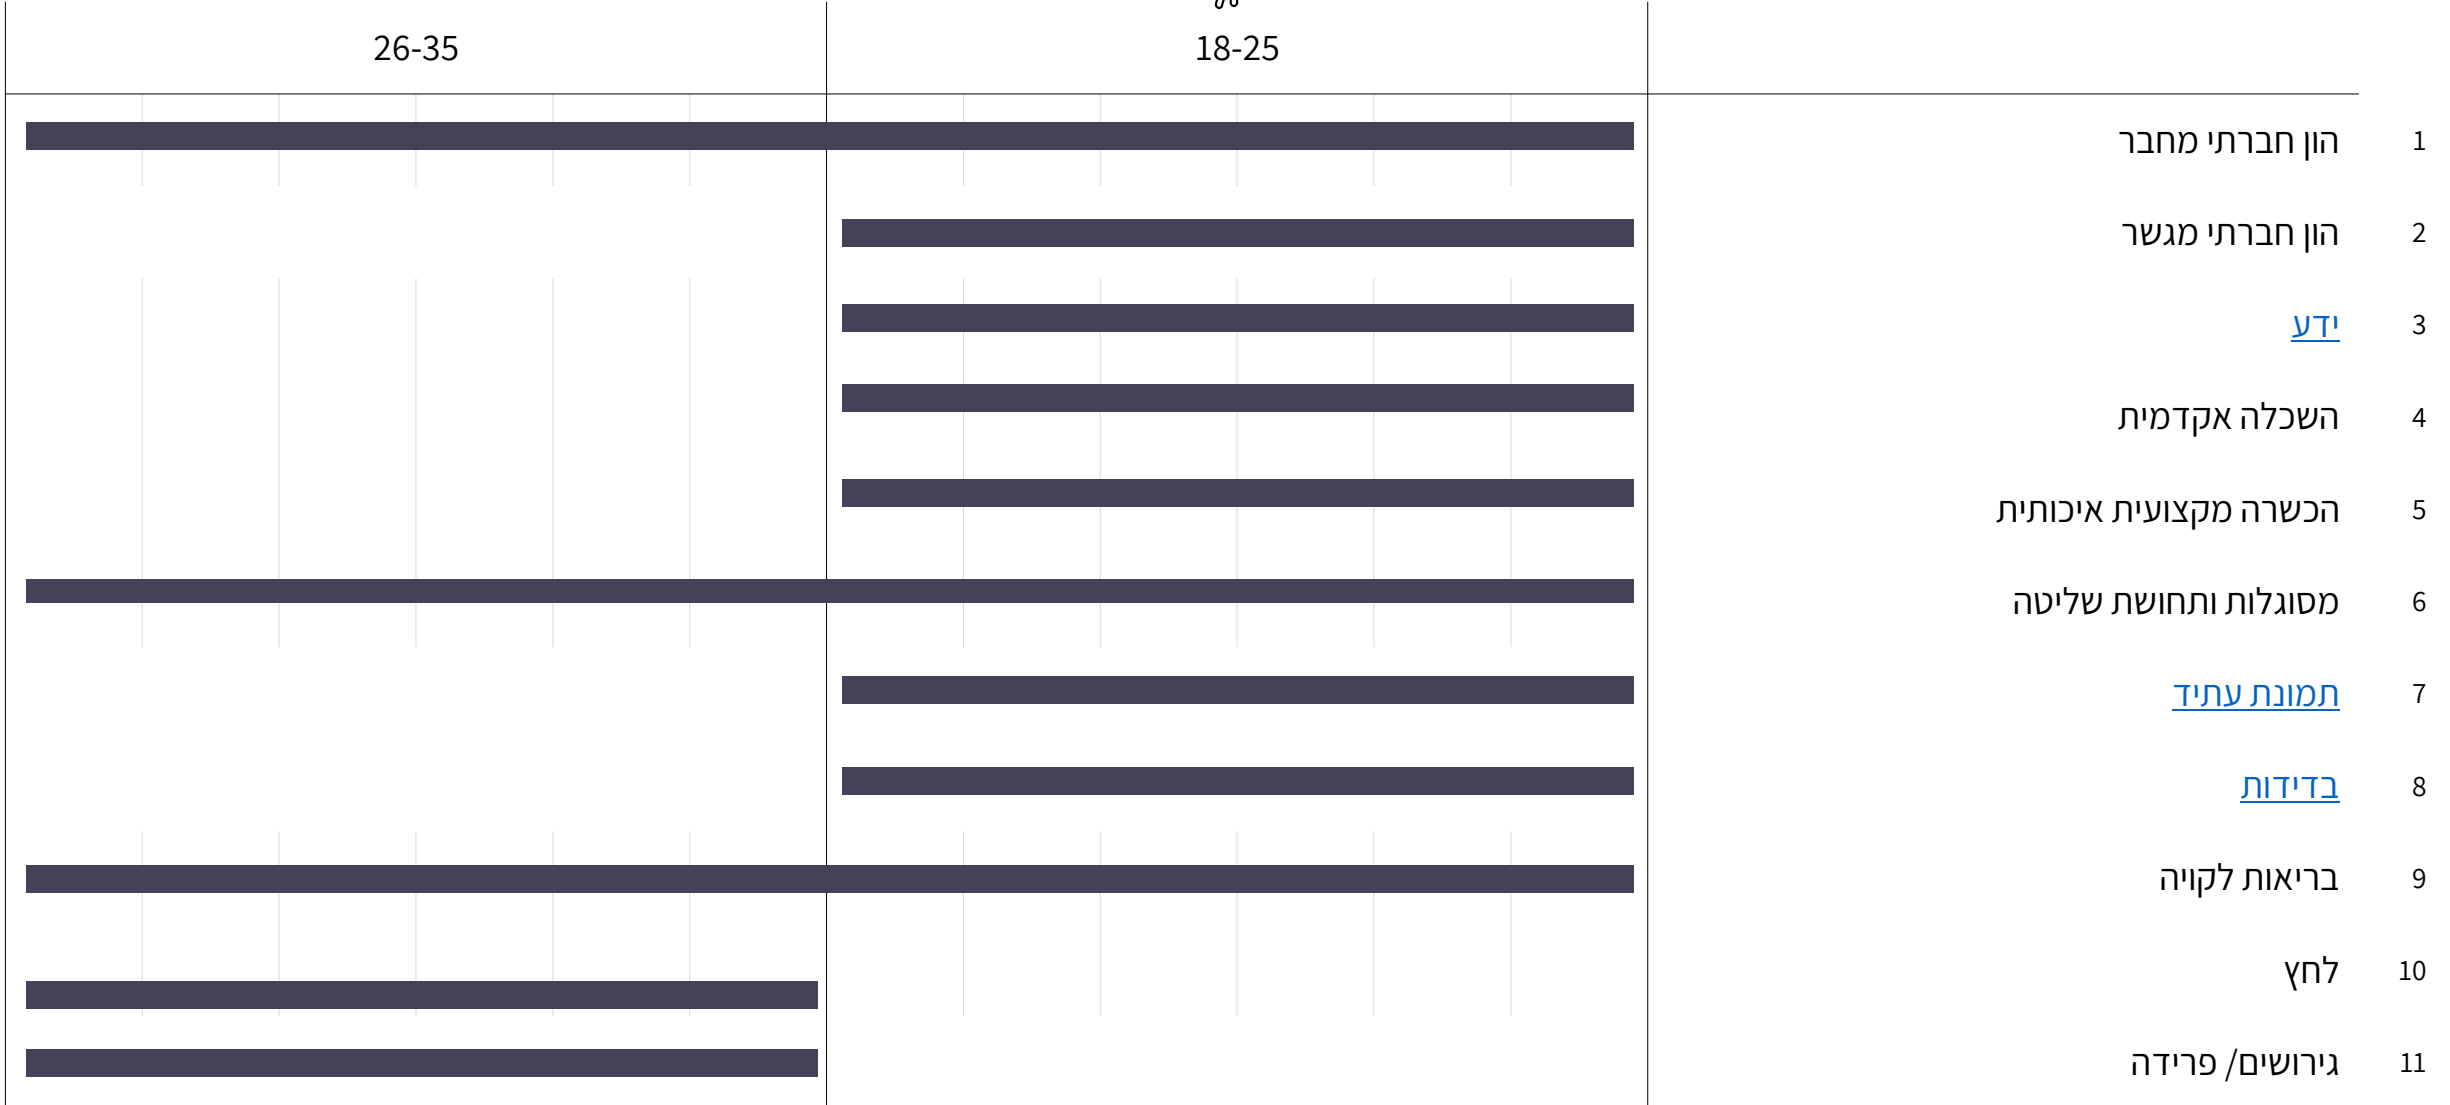 18-25
26-35
1 הון חברתי מחבר
2 הון חברתי מגשר
3 ידע
4 השכלה אקדמית
5 הכשרה מקצועית איכותית
6 מסוגלות ותחושת שליטה
7 תמונת עתיד
8 בדידות
9 בריאות לקויה
10 לחץ
11 גירושים/ פרידה